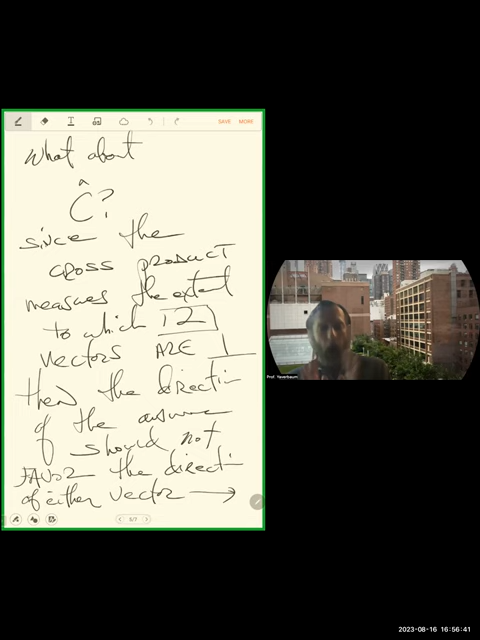 SAVE MORE
What about
Ĉ?
since the
cross product
measures the extent
to which 2
vectors ARE ⊥
then the directi
of the answer
should not
FAVOR the directi
of either vector →
5/7
Prof. Yaverbaum
2023-08-16 16:56:41